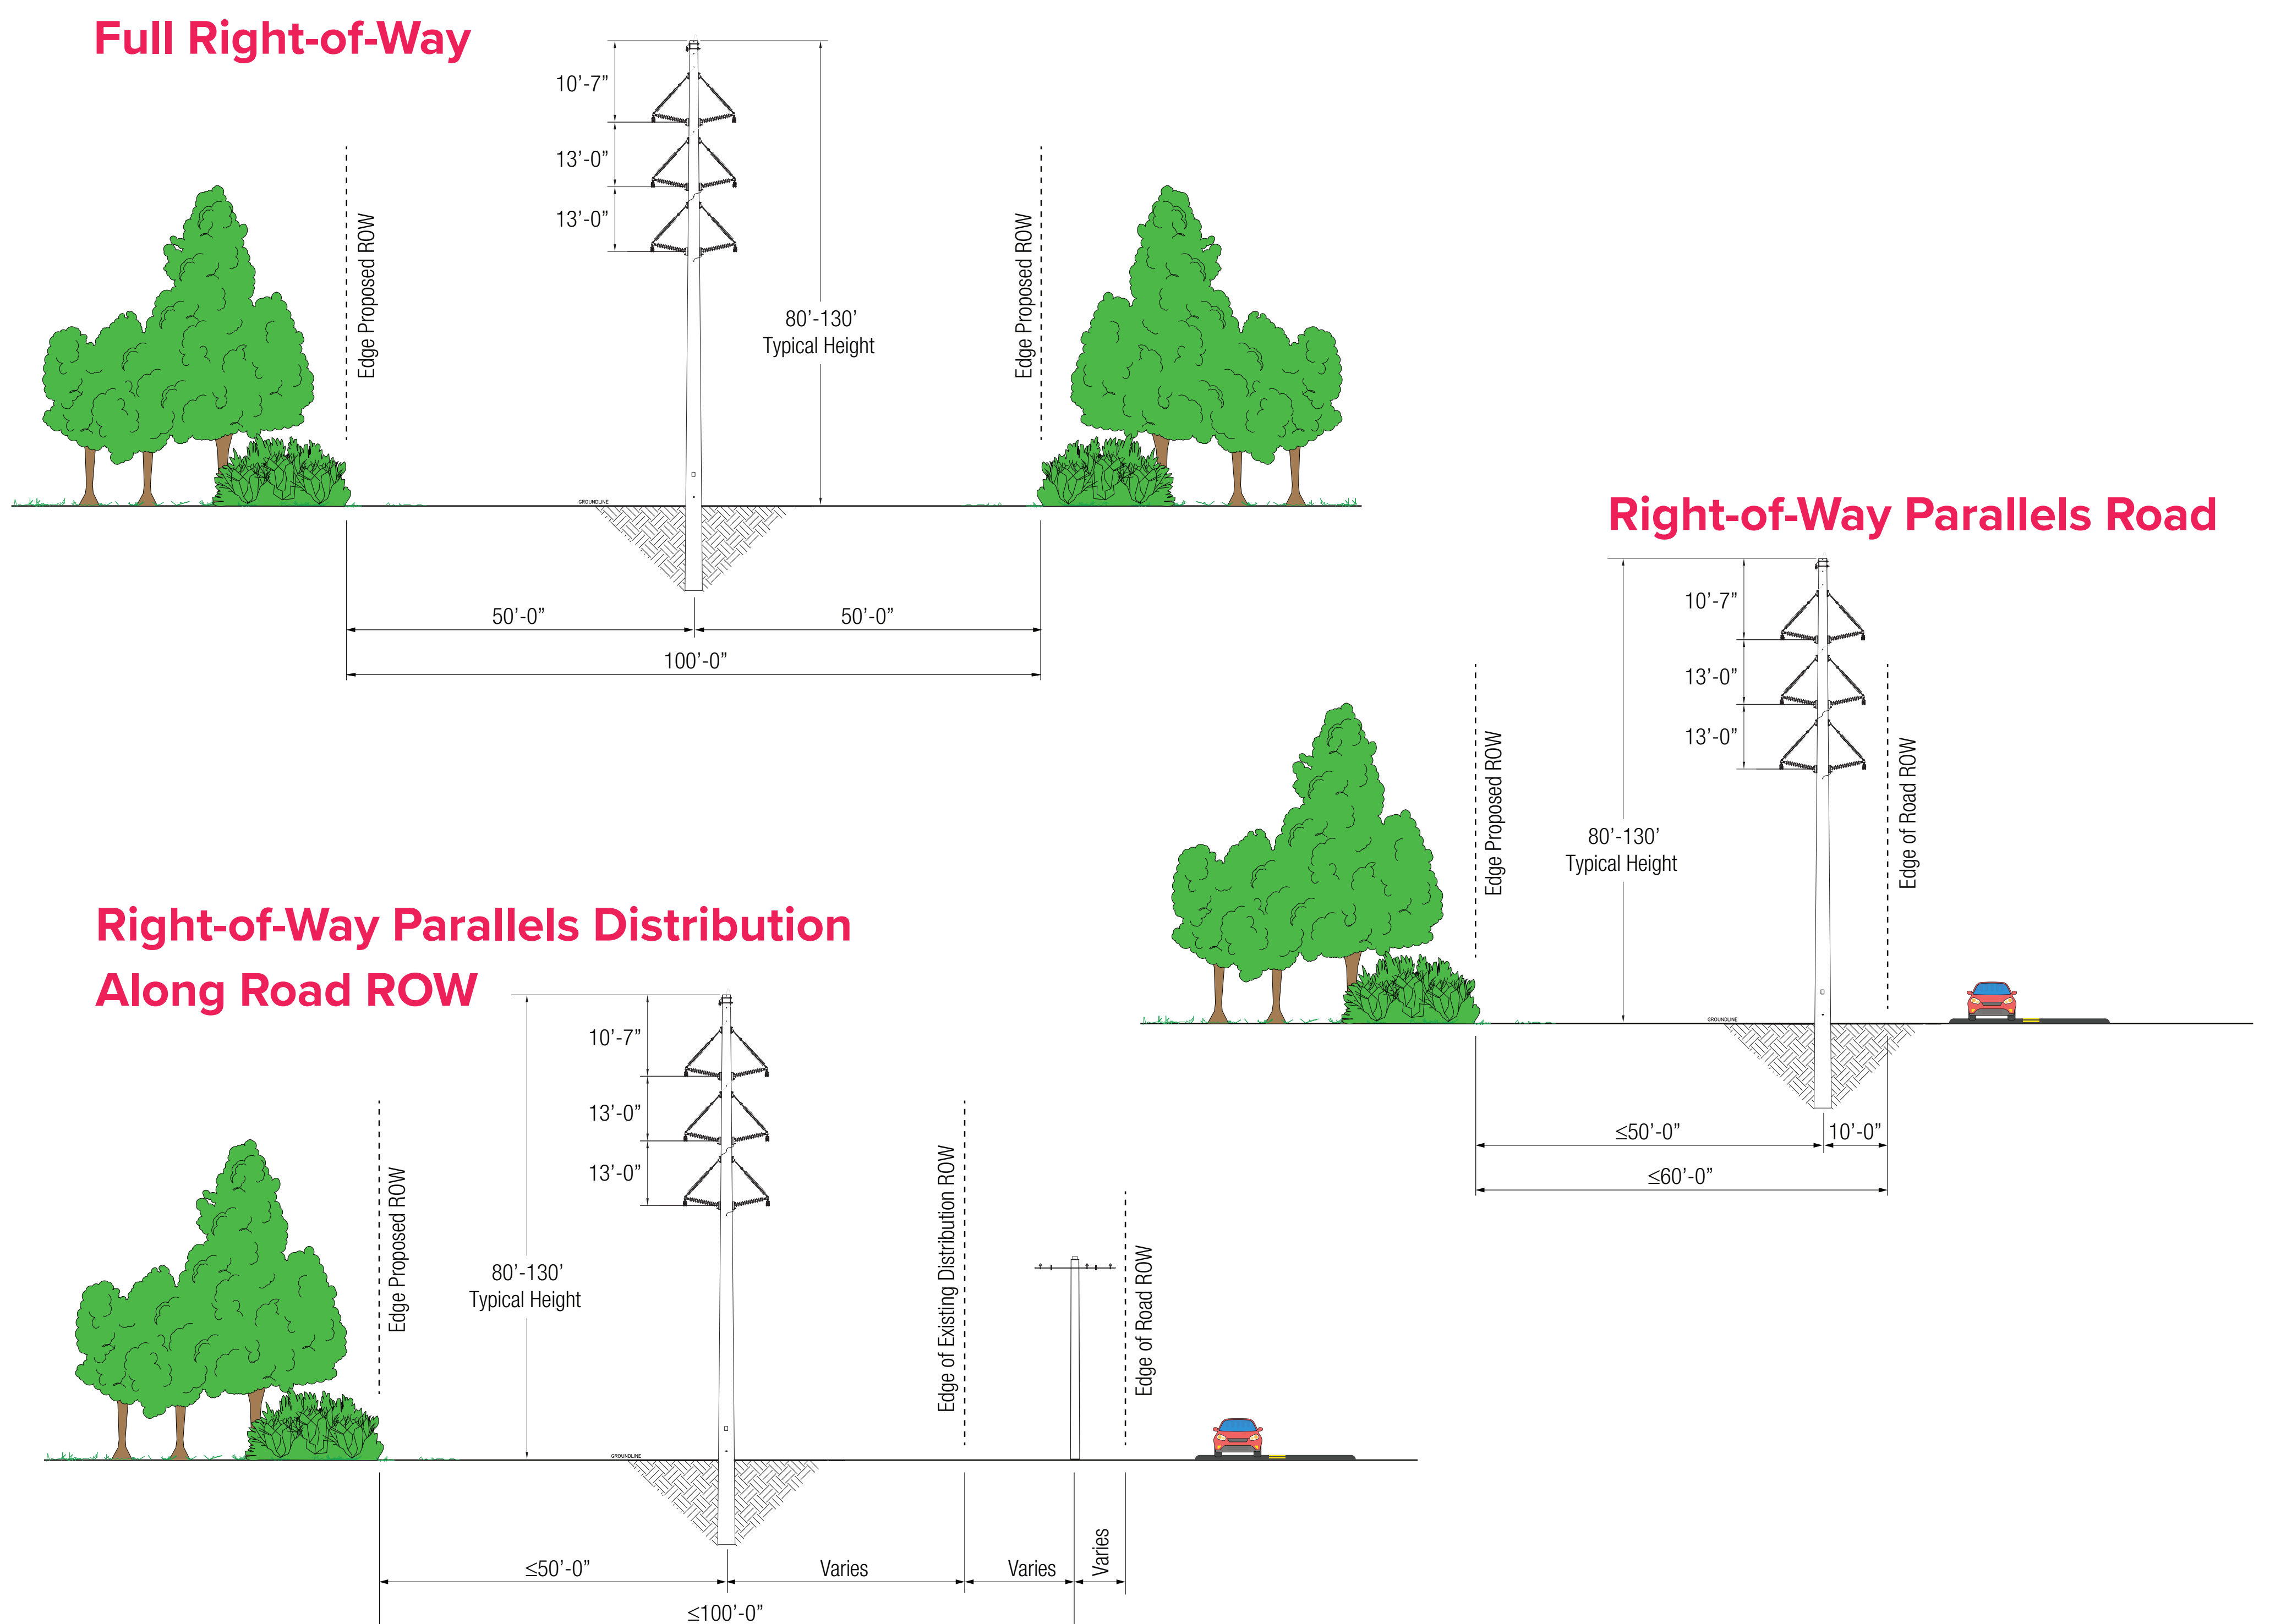 Full Right-of-Way
10’-7”
13’-0”
13’-0”
Edge Proposed ROW
80’-130’
Typical Height
Edge Proposed ROW
GROUNDLINE
50’-0”
50’-0”
100’-0”
Right-of-Way Parallels Road
10’-7”
13’-0”
13’-0”
Edge Proposed ROW
80’-130’
Typical Height
Edge of Road ROW
GROUNDLINE
≤50’-0”
10’-0”
≤60’-0”
Right-of-Way Parallels Distribution
Along Road ROW
10’-7”
13’-0”
13’-0”
Edge Proposed ROW
80’-130’
Typical Height
Edge of Existing Distribution ROW
Edge of Road ROW
GROUNDLINE
≤50’-0”
Varies
Varies
Varies
≤100’-0”